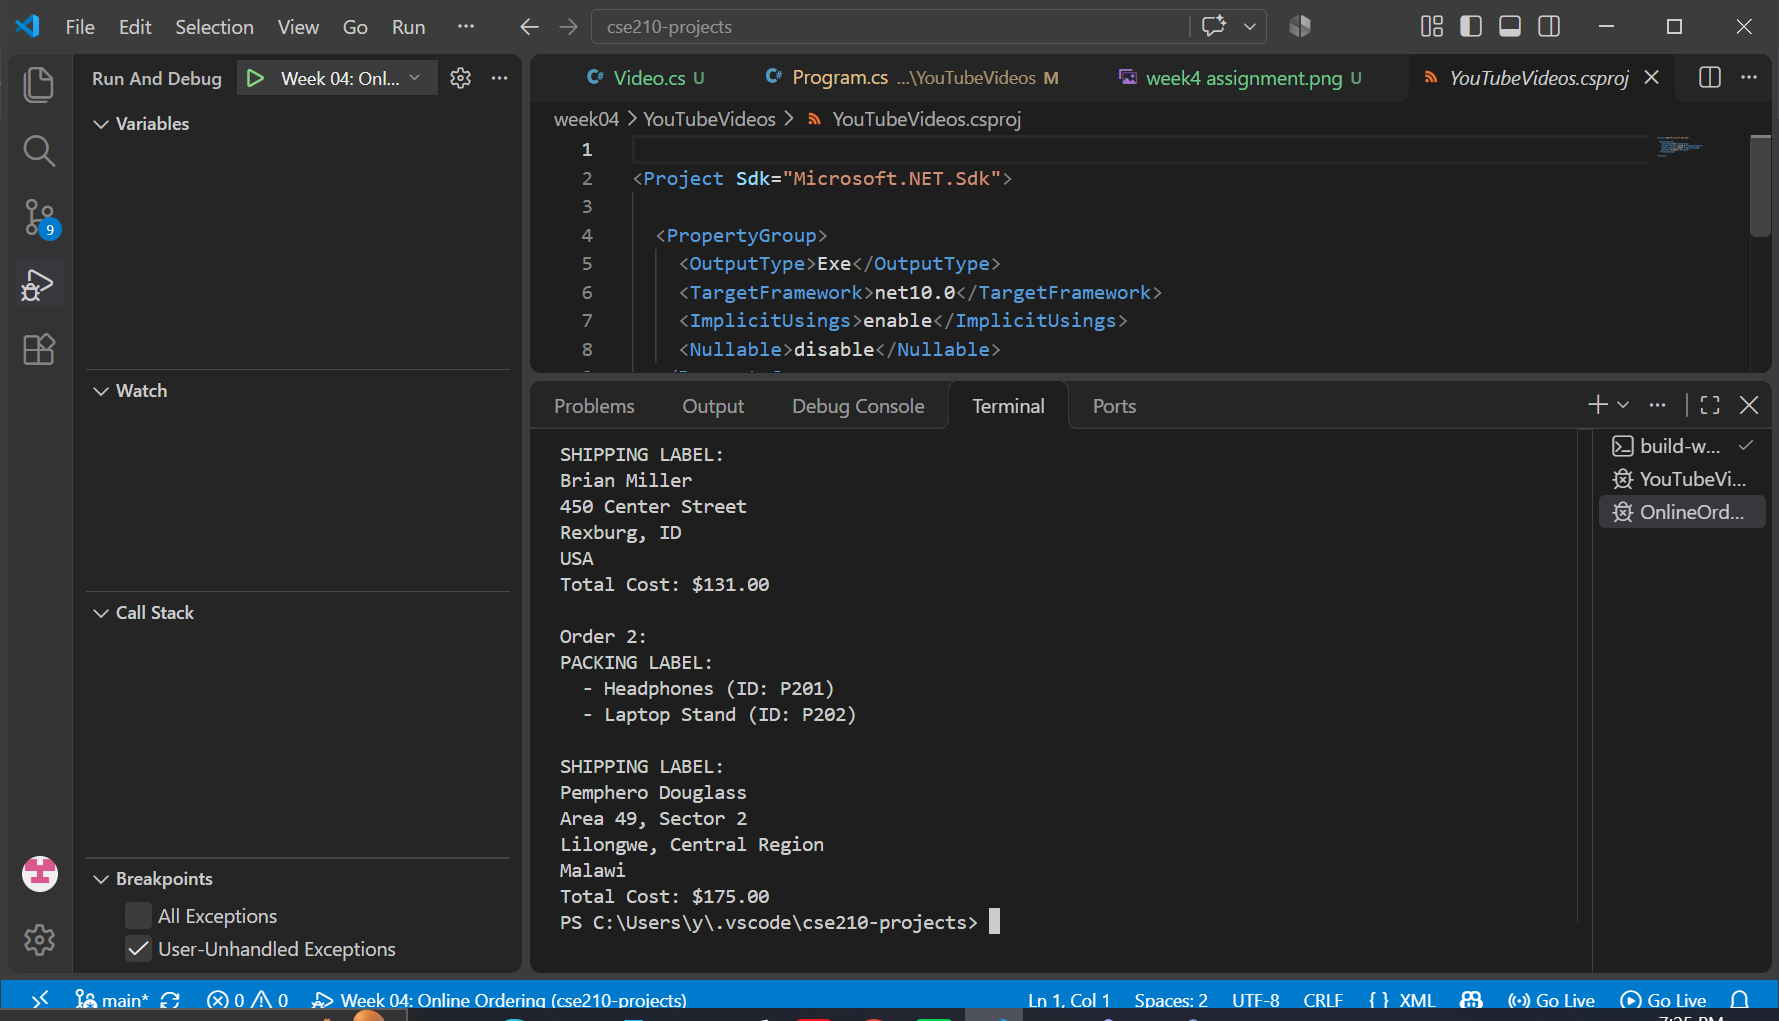 File Edit Selection View Go Run ··· cse210-projects
Run And Debug Week 04: Onl...
Variables
Watch
Call Stack
Breakpoints
All Exceptions
User-Unhandled Exceptions
9
Video.cs U Program.cs ...\YouTubeVideos M week4 assignment.png U YouTubeVideos.csproj
week04 > YouTubeVideos > YouTubeVideos.csproj
1
2 <Project Sdk="Microsoft.NET.Sdk">
3
4 <PropertyGroup>
5 <OutputType>Exe</OutputType>
6 <TargetFramework>net10.0</TargetFramework>
7 <ImplicitUsings>enable</ImplicitUsings>
8 <Nullable>disable</Nullable>
Problems Output Debug Console Terminal Ports
SHIPPING LABEL:
Brian Miller
450 Center Street
Rexburg, ID
USA
Total Cost: $131.00
Order 2:
PACKING LABEL:
- Headphones (ID: P201)
- Laptop Stand (ID: P202)
SHIPPING LABEL:
Pemphero Douglass
Area 49, Sector 2
Lilongwe, Central Region
Malawi
Total Cost: $175.00
PS C:\Users\y\.vscode\cse210-projects>
build-w...
YouTubeVi...
OnlineOrd...
main* 0 0 Week 04: Online Ordering (cse210-projects) Ln 1, Col 1 Spaces: 2 UTF-8 CRLF {} XML Go Live Go Live